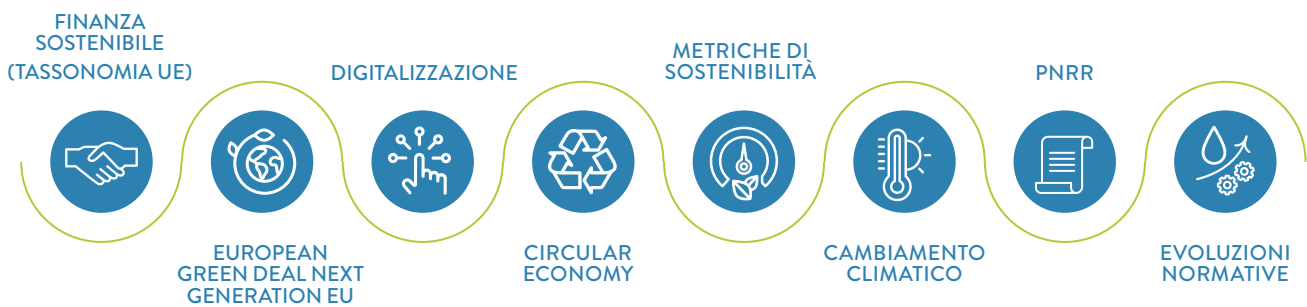 FINANZA
SOSTENIBILE
(TASSONOMIA UE)
EUROPEAN
GREEN DEAL NEXT
GENERATION EU
DIGITALIZZAZIONE
CIRCULAR
ECONOMY
METRICHE DI
SOSTENIBILITÀ
CAMBIAMENTO
CLIMATICO
PNRR
EVOLUZIONI
NORMATIVE